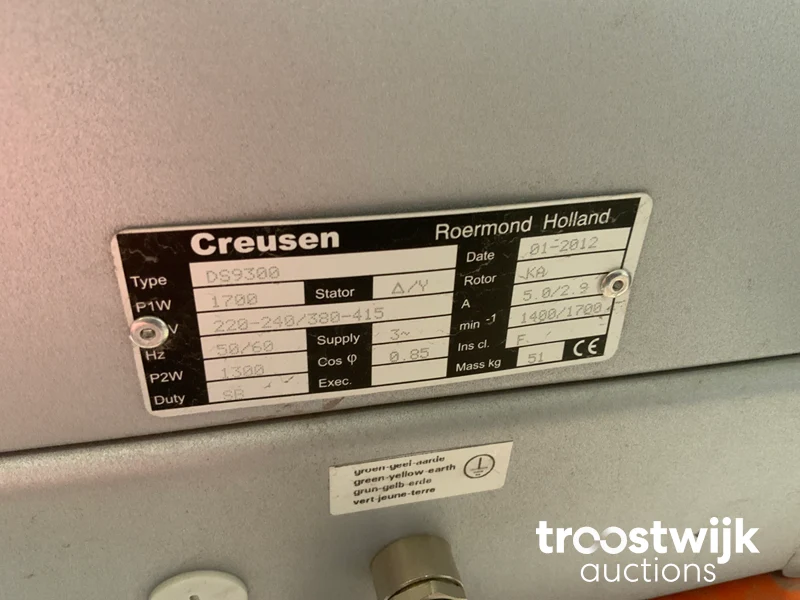 Creusen Roermond Holland
Type DS9300 Date 01-2012
P1W 1700 Stator Δ/Y Rotor KA
V 220-240/380-415 A 5.0/2.9
Hz 50/60 Supply 3~ min -1 1400/1700
P2W 1300 Cos φ 0.85 Ins cl. F
Duty Exec. Mass kg 51 CE
groen-geel-aarde
green-yellow-earth
grun-gelb-erde
vert-jeune-terre
troostwijk
auctions